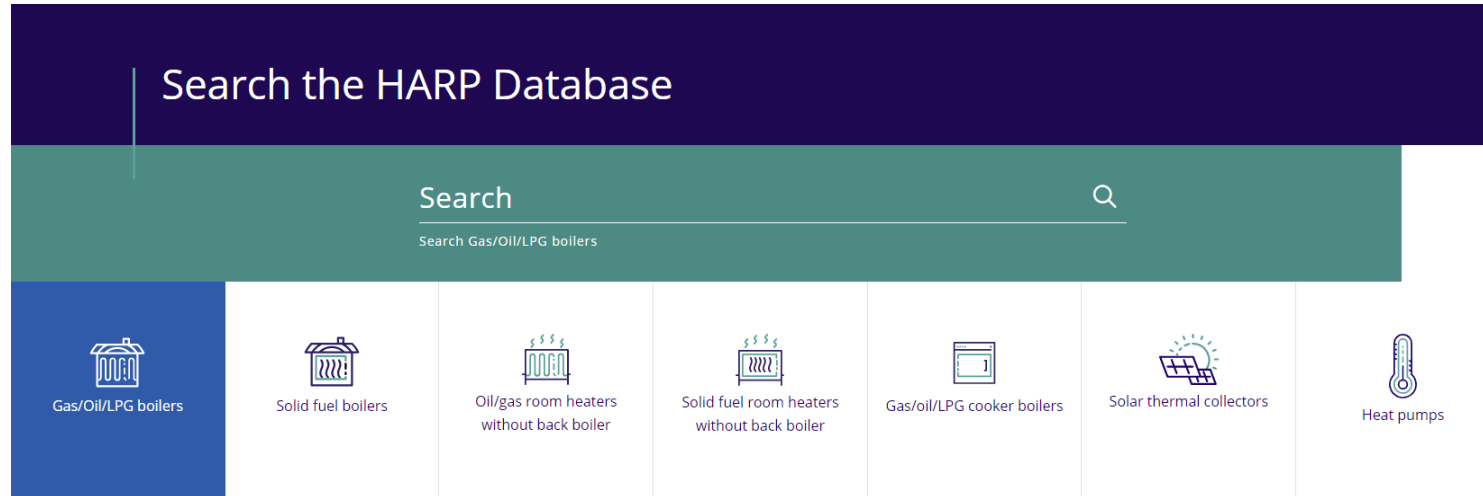 Search the HARP Database
Search
Search Gas/Oil/LPG boilers
Gas/Oil/LPG boilers
Solid fuel boilers
Oil/gas room heaters
without back boiler
Solid fuel room heaters
without back boiler
Gas/oil/LPG cooker boilers
Solar thermal collectors
Heat pumps